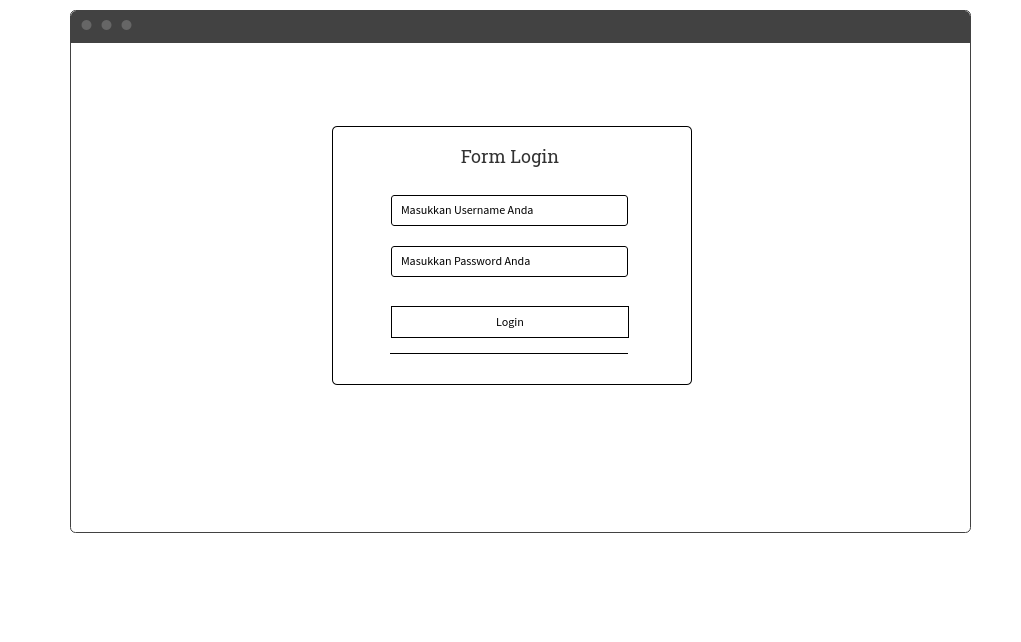 Form Login
Masukkan Username Anda
Masukkan Password Anda
Login